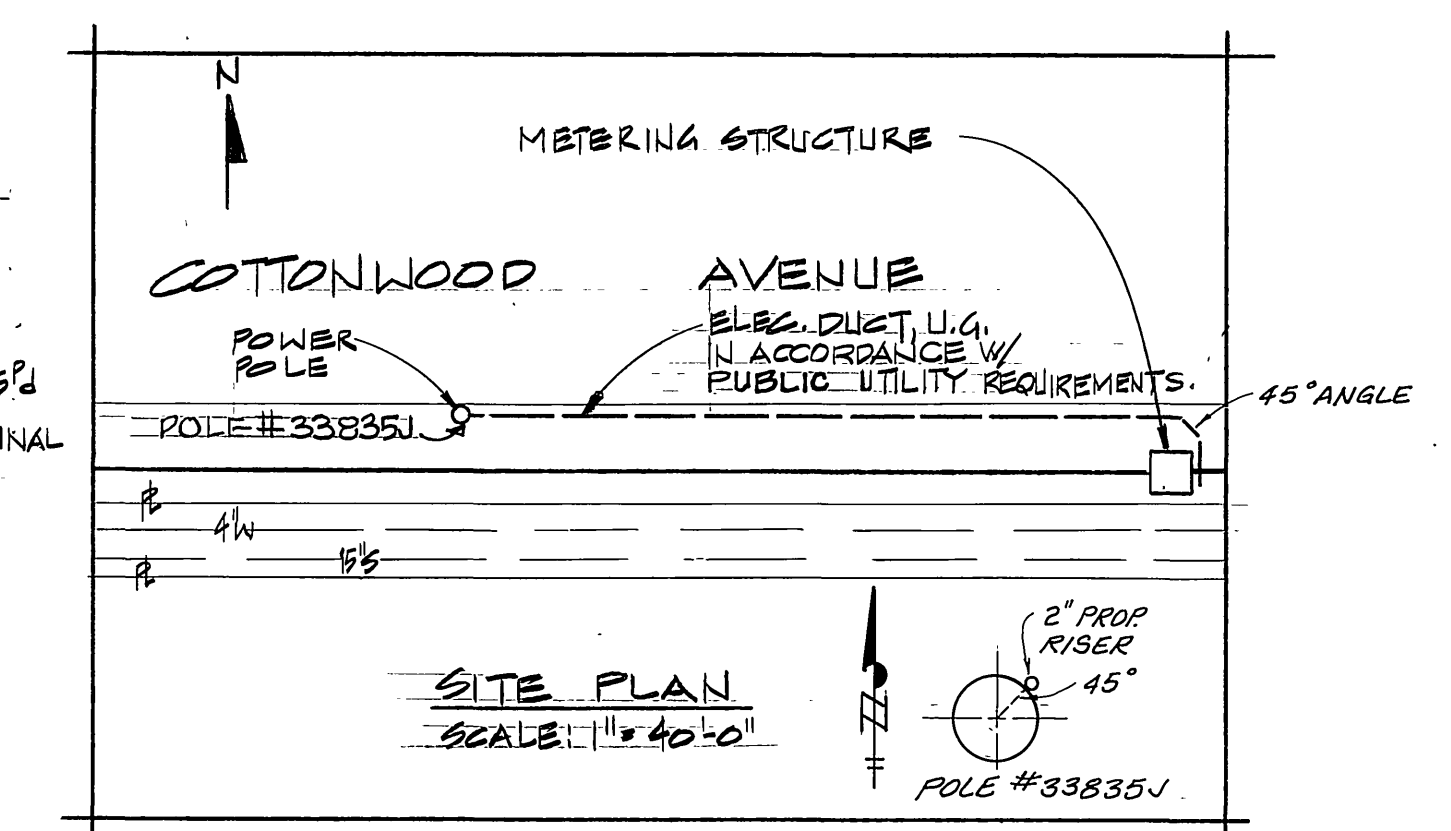 N
METERING STRUCTURE
COTTONWOOD AVENUE
POWER
POLE
ELEC. DUCT, U.G.
IN ACCORDANCE W/
PUBLIC UTILITY REQUIREMENTS.
45° ANGLE
POLE #33835J
INAL
℄
4"W
15"S
℄
2" PROP.
RISER
45°
SITE PLAN
SCALE: 1" = 40'-0"
N
POLE #33835J